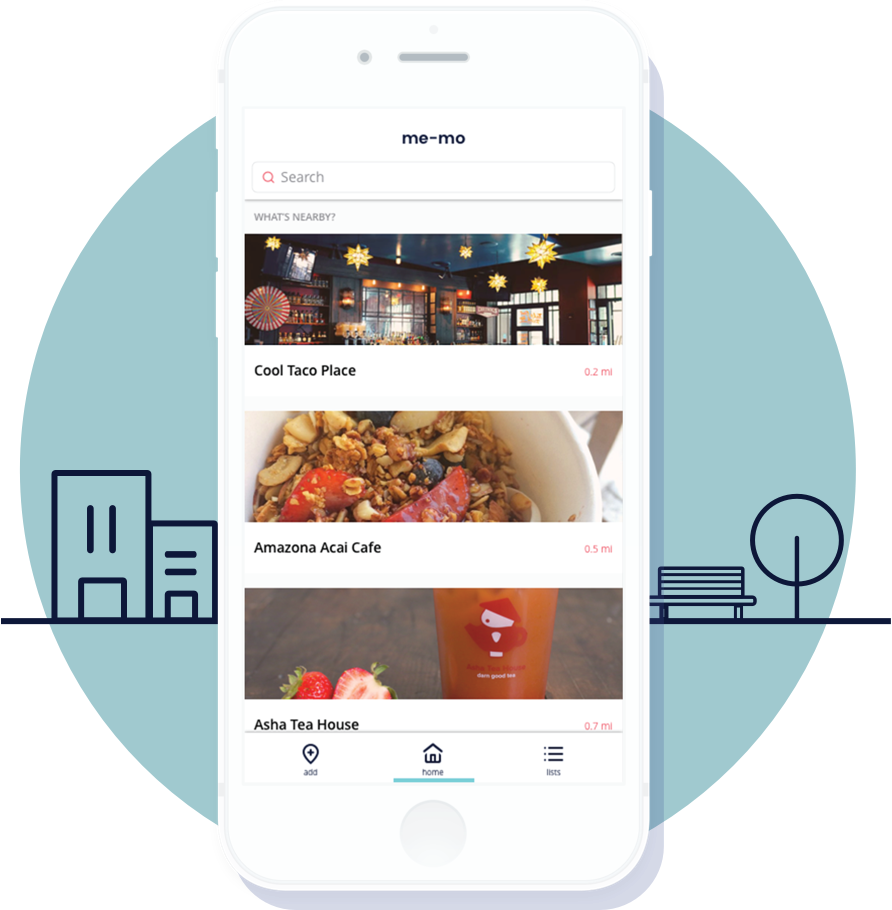 me-mo
Search
WHAT'S NEARBY?
Cool Taco Place
0.2 mi
Amazona Acai Cafe
0.5 mi
Asha Tea House
darn good tea
Asha Tea House
0.7 mi
add
home
lists